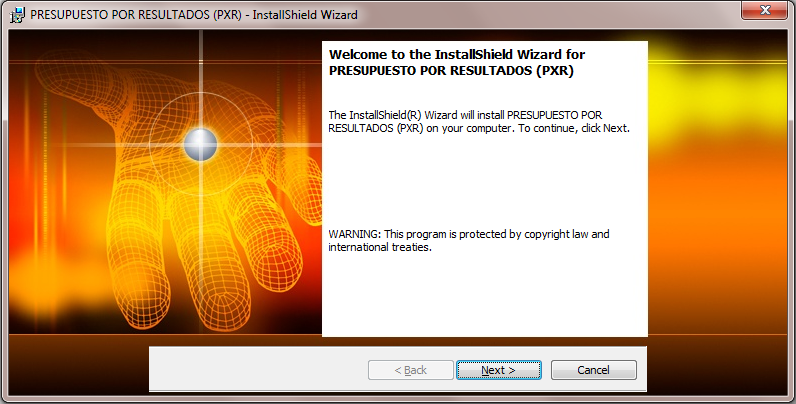 PRESUPUESTO POR RESULTADOS (PXR) - InstallShield Wizard
Welcome to the InstallShield Wizard for
PRESUPUESTO POR RESULTADOS (PXR)
The InstallShield(R) Wizard will install PRESUPUESTO POR
RESULTADOS (PXR) on your computer. To continue, click Next.
WARNING: This program is protected by copyright law and
international treaties.
< Back
Next >
Cancel